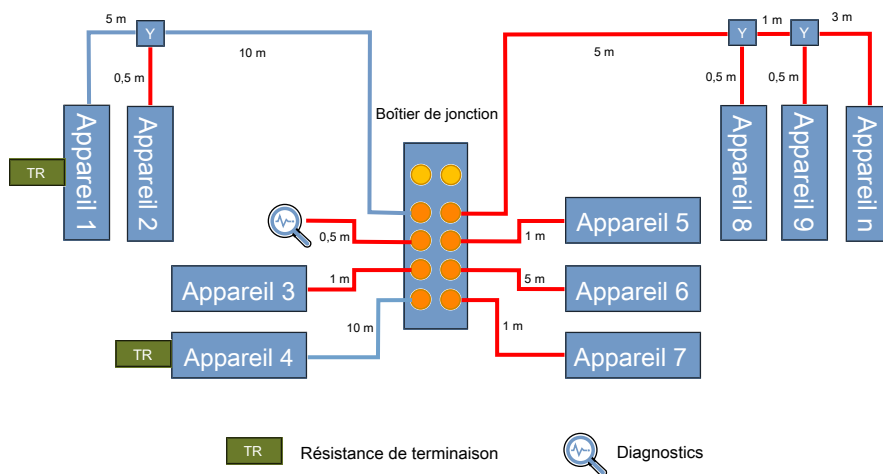 5 m
Y
10 m
0,5 m
TR
Appareil 1
Appareil 2
Boîtier de jonction
5 m
Y
1 m
Y
3 m
0,5 m
0,5 m
Appareil 8
Appareil 9
Appareil n
0,5 m
1 m
Appareil 3
10 m
TR
Appareil 4
Appareil 5
1 m
Appareil 6
5 m
Appareil 7
1 m
TR
Résistance de terminaison
Diagnostics